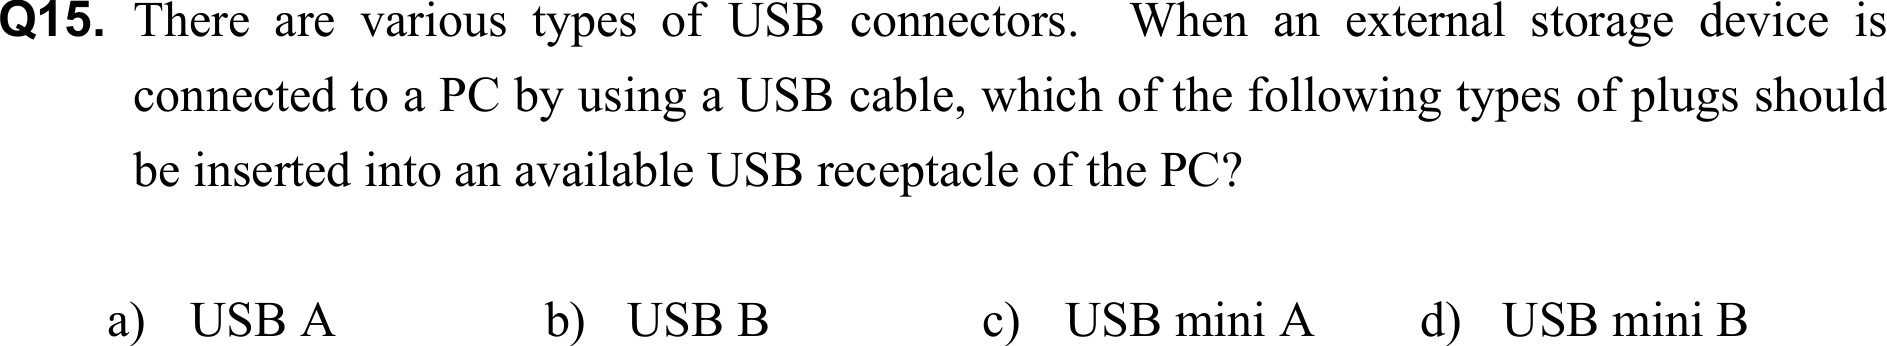 Q15. There are various types of USB connectors. When an external storage device is
connected to a PC by using a USB cable, which of the following types of plugs should
be inserted into an available USB receptacle of the PC?
a) USB A b) USB B c) USB mini A d) USB mini B